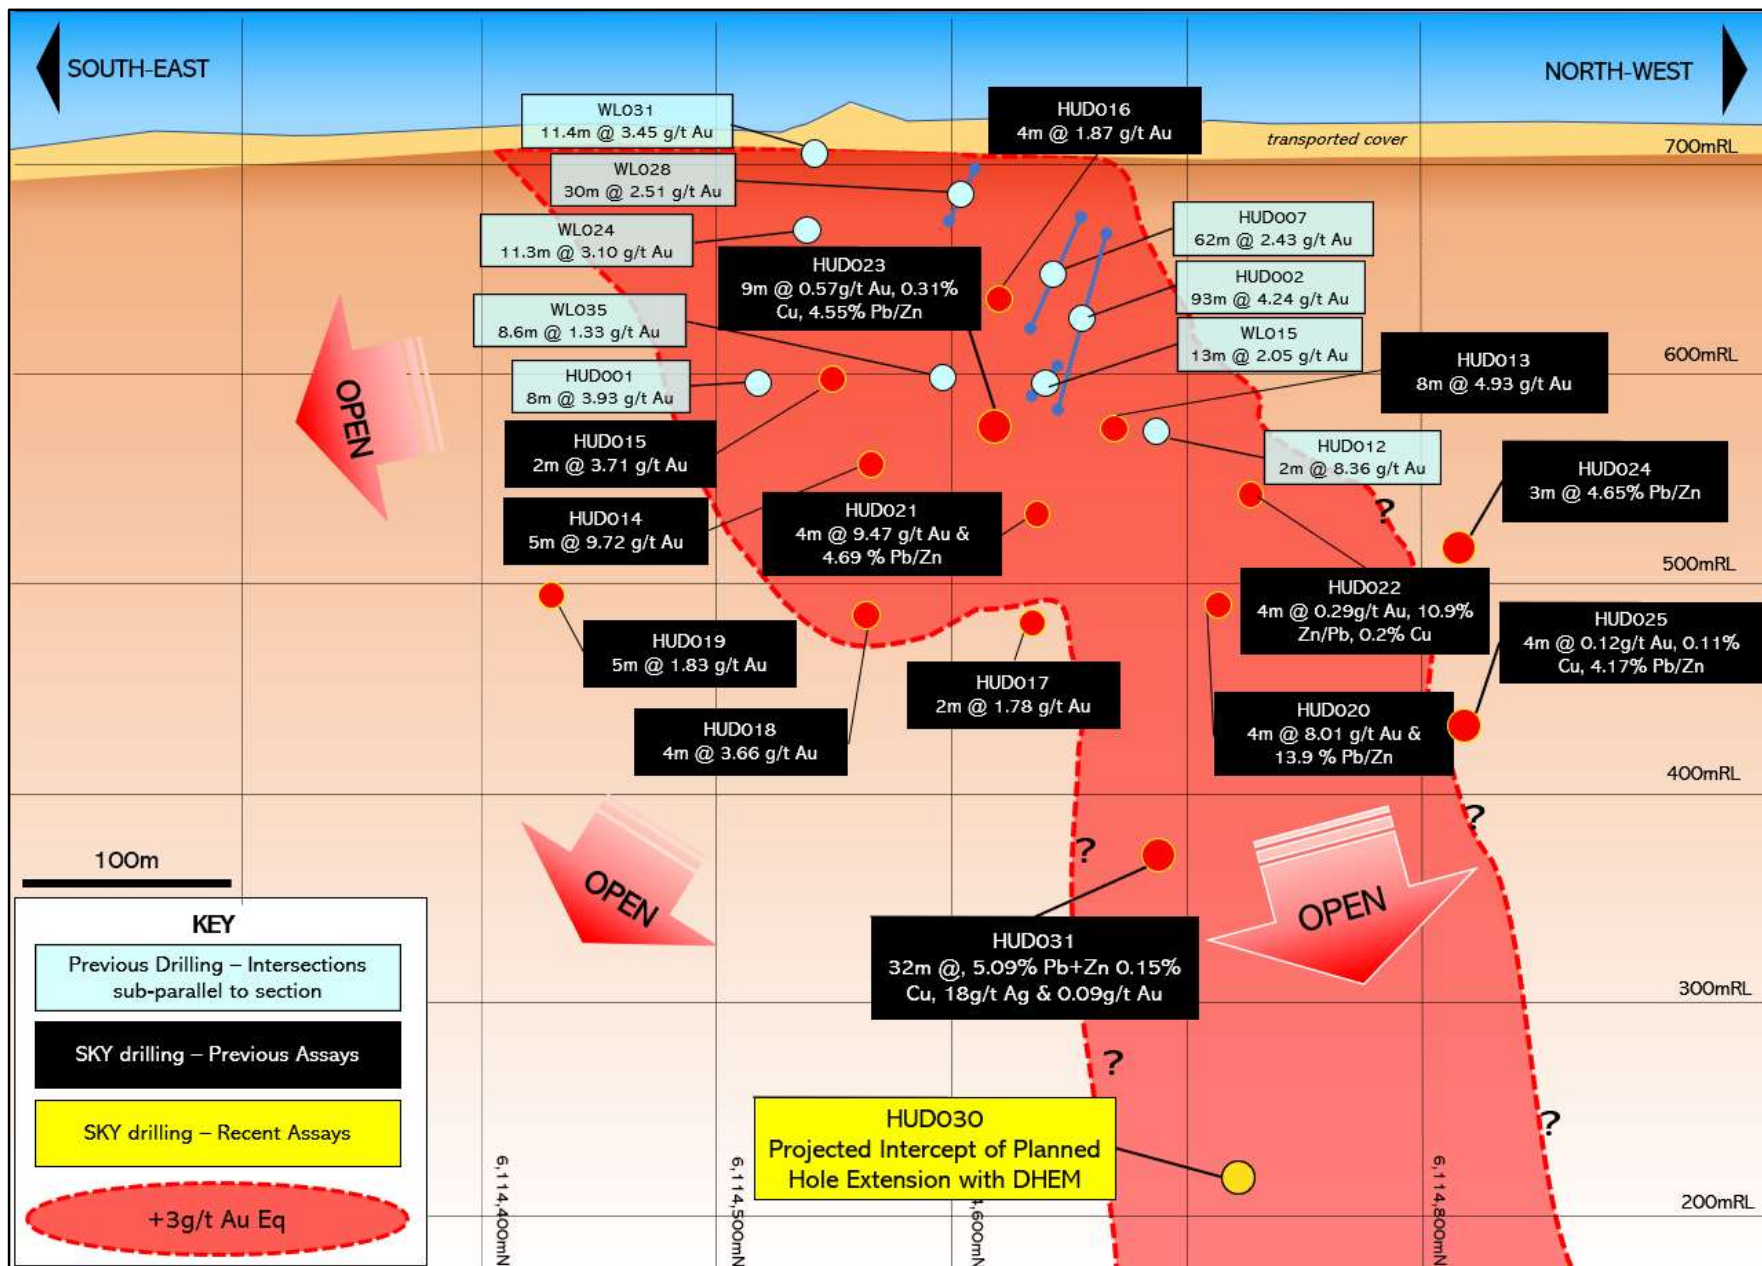 SOUTH-EAST
NORTH-WEST
WL031
11.4m @ 3.45 g/t Au
HUD016
4m @ 1.87 g/t Au
transported cover
700mRL
WL028
30m @ 2.51 g/t Au
WL024
11.3m @ 3.10 g/t Au
HUD007
62m @ 2.43 g/t Au
HUD023
9m @ 0.57g/t Au, 0.31%
Cu, 4.55% Pb/Zn
HUD002
93m @ 4.24 g/t Au
WL035
8.6m @ 1.33 g/t Au
WL015
13m @ 2.05 g/t Au
HUD013
8m @ 4.93 g/t Au
600mRL
HUD001
8m @ 3.93 g/t Au
OPEN
HUD015
2m @ 3.71 g/t Au
HUD012
2m @ 8.36 g/t Au
HUD024
3m @ 4.65% Pb/Zn
?
HUD014
5m @ 9.72 g/t Au
HUD021
4m @ 9.47 g/t Au &
4.69 % Pb/Zn
500mRL
HUD022
4m @ 0.29g/t Au, 10.9%
Zn/Pb, 0.2% Cu
HUD025
4m @ 0.12g/t Au, 0.11%
Cu, 4.17% Pb/Zn
HUD019
5m @ 1.83 g/t Au
HUD017
2m @ 1.78 g/t Au
HUD018
4m @ 3.66 g/t Au
HUD020
4m @ 8.01 g/t Au &
13.9 % Pb/Zn
400mRL
?
?
100m
OPEN
OPEN
HUD031
32m @, 5.09% Pb+Zn 0.15%
Cu, 18g/t Ag & 0.09g/t Au
300mRL
?
KEY
Previous Drilling – Intersections
sub-parallel to section
SKY drilling – Previous Assays
SKY drilling – Recent Assays
+3g/t Au Eq
HUD030
Projected Intercept of Planned
Hole Extension with DHEM
?
200mRL
6,114,400mN
6,114,500mN
,600mN
6,114,800mN